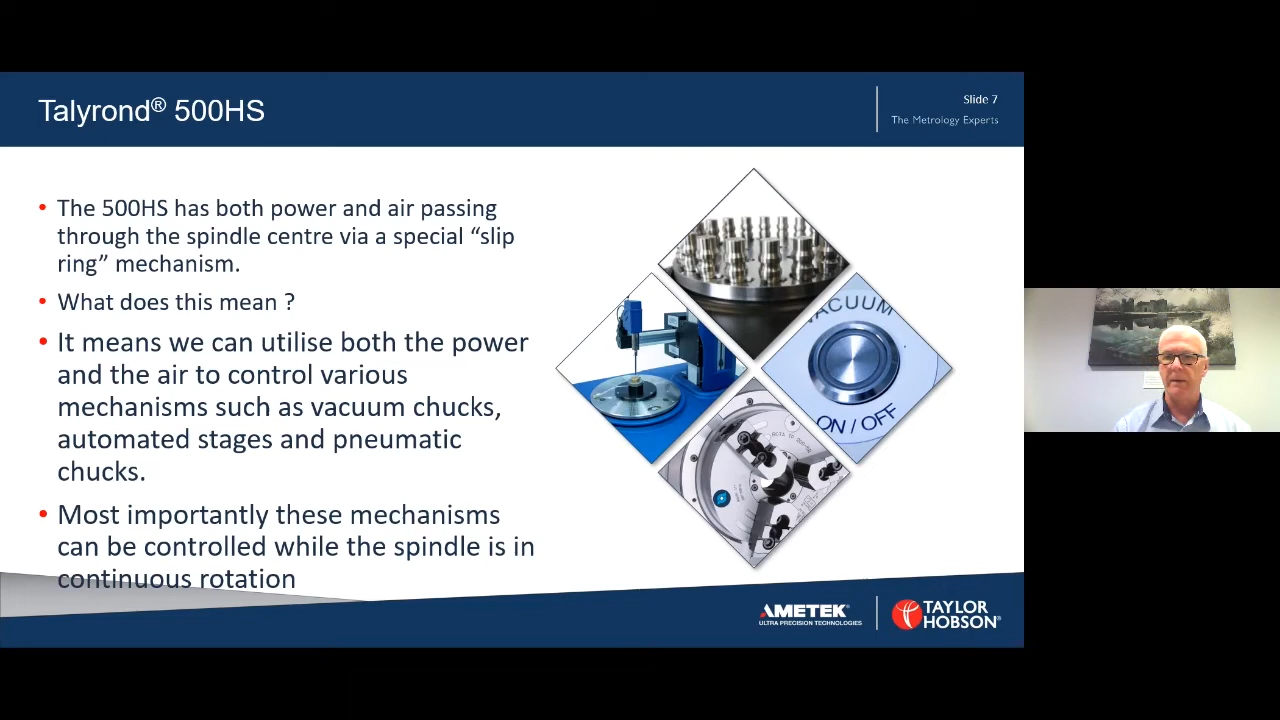 Talyrond® 500HS
Slide 7
The Metrology Experts
• The 500HS has both power and air passing
through the spindle centre via a special “slip
ring” mechanism.
• What does this mean ?
• It means we can utilise both the power
and the air to control various
mechanisms such as vacuum chucks,
automated stages and pneumatic
chucks.
• Most importantly these mechanisms
can be controlled while the spindle is in
continuous rotation
VACUUM
ON / OFF
AMETEK®
ULTRA PRECISION TECHNOLOGIES
TAYLOR
HOBSON®